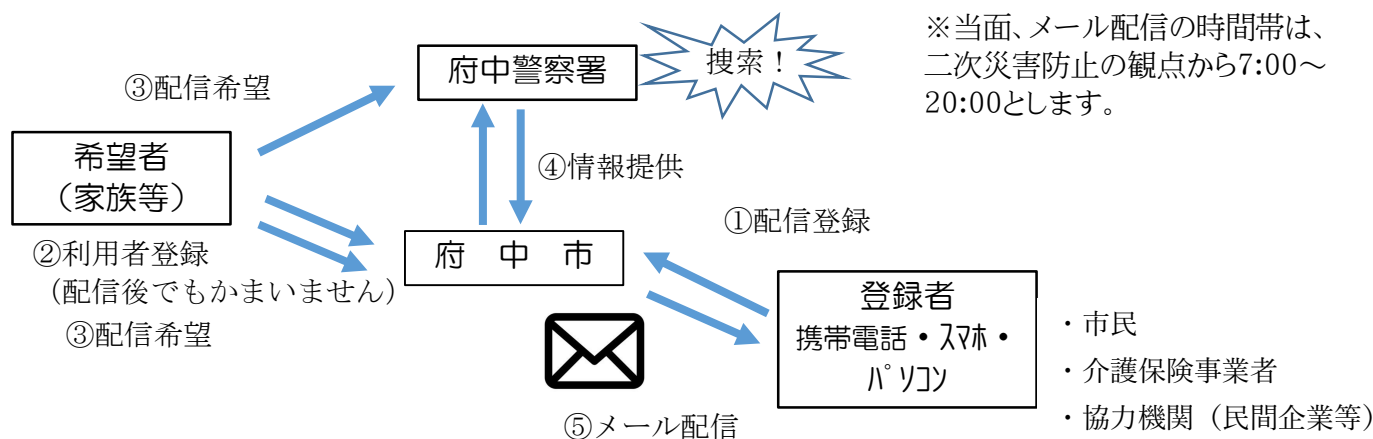 ※当面、メール配信の時間帯は、
二次災害防止の観点から7:00～
20:00とします。
府中警察署
捜索！
③配信希望
希望者
（家族等）
④情報提供
①配信登録
②利用者登録
（配信後でもかまいません）
③配信希望
府　中　市
登録者
携帯電話・ｽﾏﾎ・
ﾊﾟｿｺﾝ
・市民
・介護保険事業者
・協力機関（民間企業等）
⑤メール配信